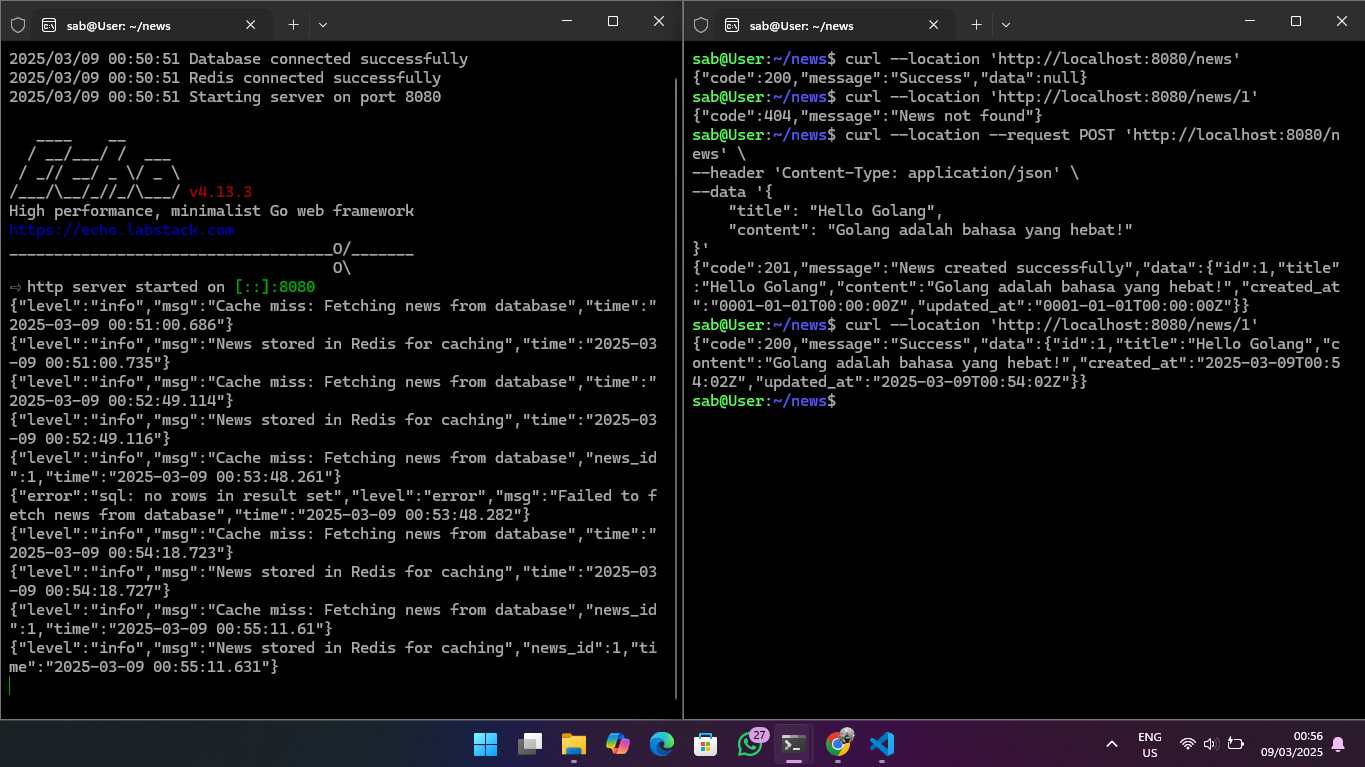 sab@User: ~/news
2025/03/09 00:50:51 Database connected successfully
2025/03/09 00:50:51 Redis connected successfully
2025/03/09 00:50:51 Starting server on port 8080
   ____    __
  / __/___/ /  ___
 / _// __/ _ \/ _ \
/___/\__/_//_/\___/ v4.13.3
High performance, minimalist Go web framework
https://echo.labstack.com
____________________________________O/_______
                                    O\
⇨ http server started on [::]:8080
{"level":"info","msg":"Cache miss: Fetching news from database","time":"
2025-03-09 00:51:00.686"}
{"level":"info","msg":"News stored in Redis for caching","time":"2025-03
-09 00:51:00.735"}
{"level":"info","msg":"Cache miss: Fetching news from database","time":"
2025-03-09 00:52:49.114"}
{"level":"info","msg":"News stored in Redis for caching","time":"2025-03
-09 00:52:49.116"}
{"level":"info","msg":"Cache miss: Fetching news from database","news_id
":1,"time":"2025-03-09 00:53:48.261"}
{"error":"sql: no rows in result set","level":"error","msg":"Failed to f
etch news from database","time":"2025-03-09 00:53:48.282"}
{"level":"info","msg":"Cache miss: Fetching news from database","time":"
2025-03-09 00:54:18.723"}
{"level":"info","msg":"News stored in Redis for caching","time":"2025-03
-09 00:54:18.727"}
{"level":"info","msg":"Cache miss: Fetching news from database","news_id
":1,"time":"2025-03-09 00:55:11.61"}
{"level":"info","msg":"News stored in Redis for caching","news_id":1,"ti
me":"2025-03-09 00:55:11.631"}
sab@User: ~/news
sab@User:~/news$ curl --location 'http://localhost:8080/news'
{"code":200,"message":"Success","data":null}
sab@User:~/news$ curl --location 'http://localhost:8080/news/1'
{"code":404,"message":"News not found"}
sab@User:~/news$ curl --location --request POST 'http://localhost:8080/n
ews' \
--header 'Content-Type: application/json' \
--data '{
    "title": "Hello Golang",
    "content": "Golang adalah bahasa yang hebat!"
}'
{"code":201,"message":"News created successfully","data":{"id":1,"title"
:"Hello Golang","content":"Golang adalah bahasa yang hebat!","created_at
":"0001-01-01T00:00:00Z","updated_at":"0001-01-01T00:00:00Z"}}
sab@User:~/news$ curl --location 'http://localhost:8080/news/1'
{"code":200,"message":"Success","data":{"id":1,"title":"Hello Golang","c
ontent":"Golang adalah bahasa yang hebat!","created_at":"2025-03-09T00:5
4:02Z","updated_at":"2025-03-09T00:54:02Z"}}
sab@User:~/news$
27
ENG
US
00:56
09/03/2025